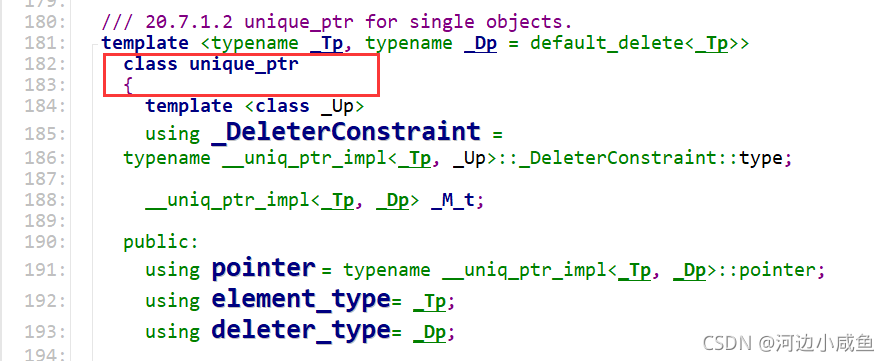 179:
180: /// 20.7.1.2 unique_ptr for single objects.
181: template <typename _Tp, typename _Dp = default_delete<_Tp>>
182: class unique_ptr
183: {
184: template <class _Up>
185: using _DeleterConstraint =
186: typename __uniq_ptr_impl<_Tp, _Up>::_DeleterConstraint::type;
187:
188: __uniq_ptr_impl<_Tp, _Dp> _M_t;
189:
190: public:
191: using pointer = typename __uniq_ptr_impl<_Tp, _Dp>::pointer;
192: using element_type= _Tp;
193: using deleter_type= _Dp;
194:
CSDN @河边小咸鱼